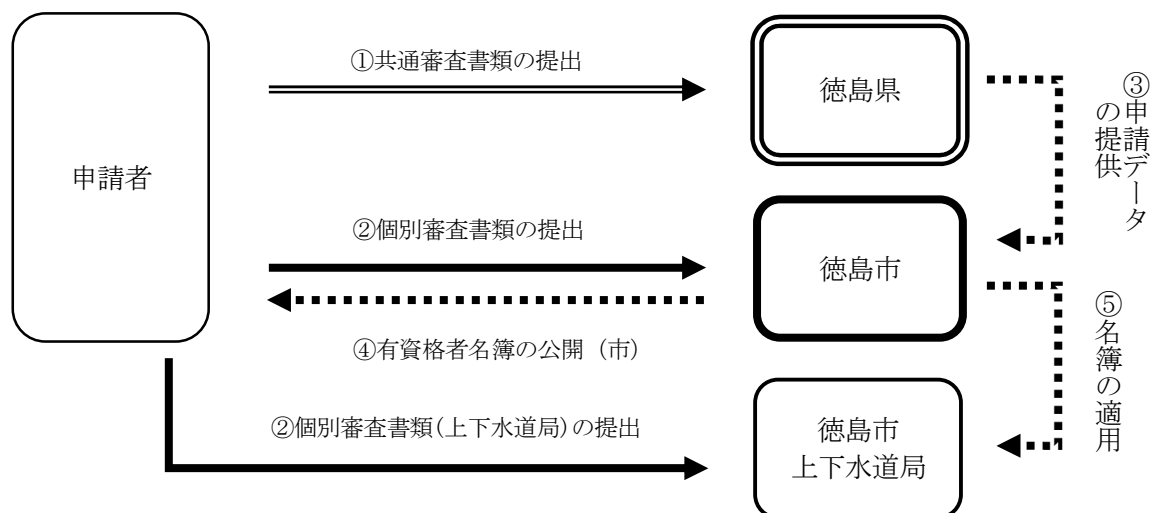 申請者
①共通審査書類の提出
徳島県
③申請データ
の提供
②個別審査書類の提出
徳島市
④有資格者名簿の公開（市）
⑤名簿の適用
②個別審査書類(上下水道局)の提出
徳島市
上下水道局